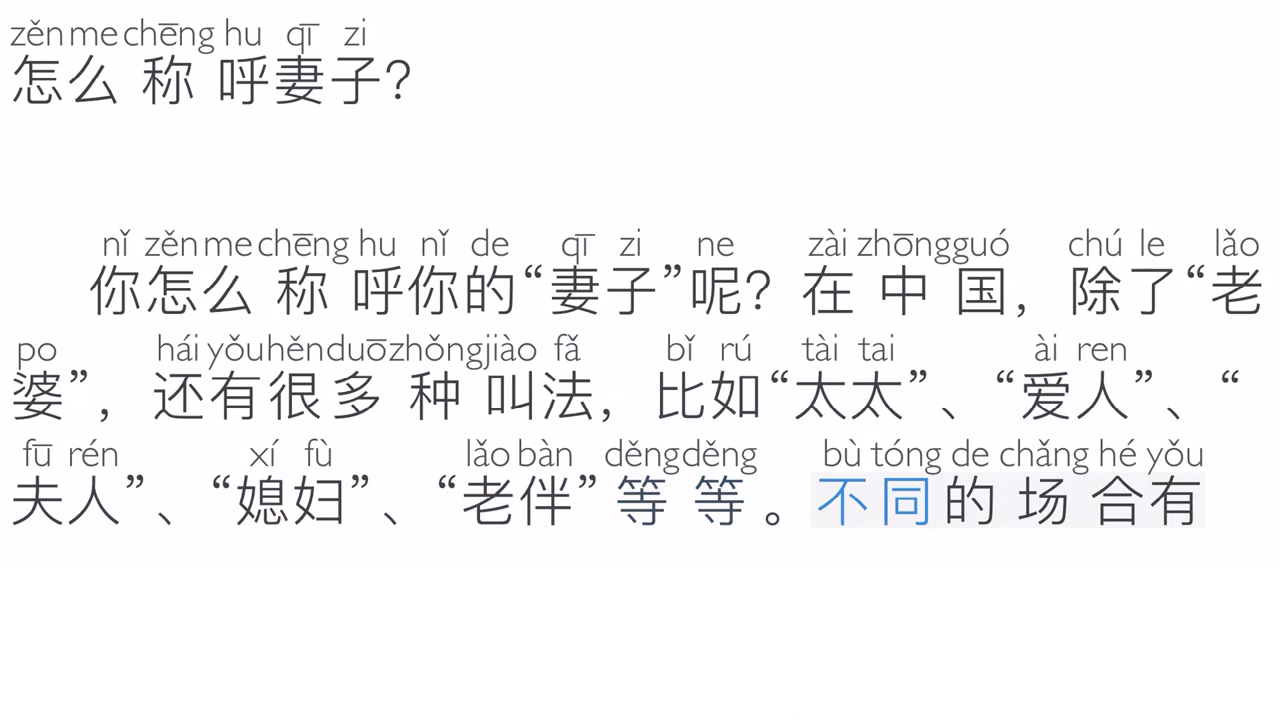 zěn me chēng hu qī zi
怎么称呼妻子？
nǐ zěn me chēng hu nǐ de qī zi ne zài zhōng guó chú le lǎo
你怎么称呼你的“妻子”呢？在中国，除了“老
po hái yǒu hěn duō zhǒng jiào fǎ bǐ rú tài tai ài ren
婆”，还有很多种叫法，比如“太太”、“爱人”、“
fū rén xí fù lǎo bàn děng děng bù tóng de chǎng hé yǒu
夫人”、“媳妇”、“老伴”等等。不同的场合有